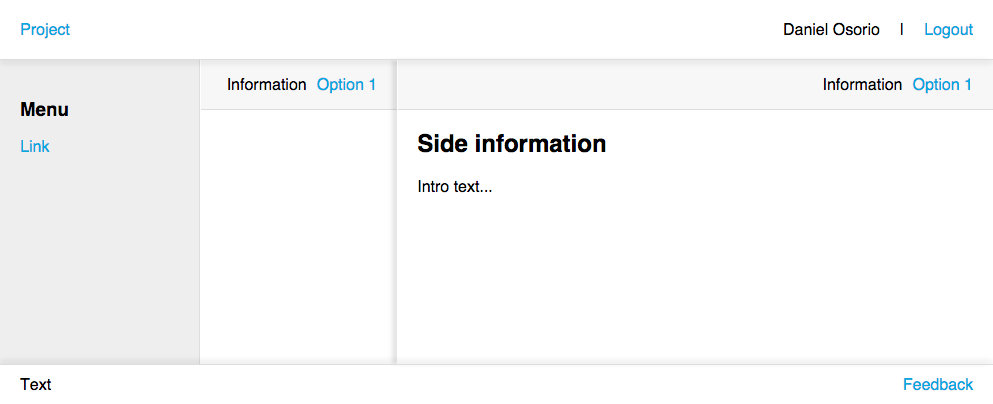 Project
Daniel Osorio | Logout
Menu
Link
Information Option 1
Information Option 1
Side information
Intro text...
Text
Feedback